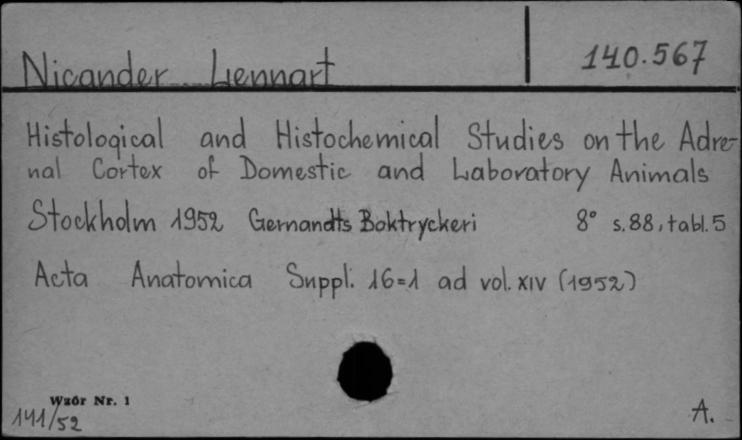 Nicander Lennart 140.567
Histological and Histochemical Studies on the Adre-
nal Cortex of Domestic and Laboratory Animals
Stockholm 1952 Gernandts Boktryckeri 8° s.88, tabl.5
Acta Anatomica Suppl. 16=1 ad vol. XIV (1952)
Wzór Nr. 1
141/52 A.